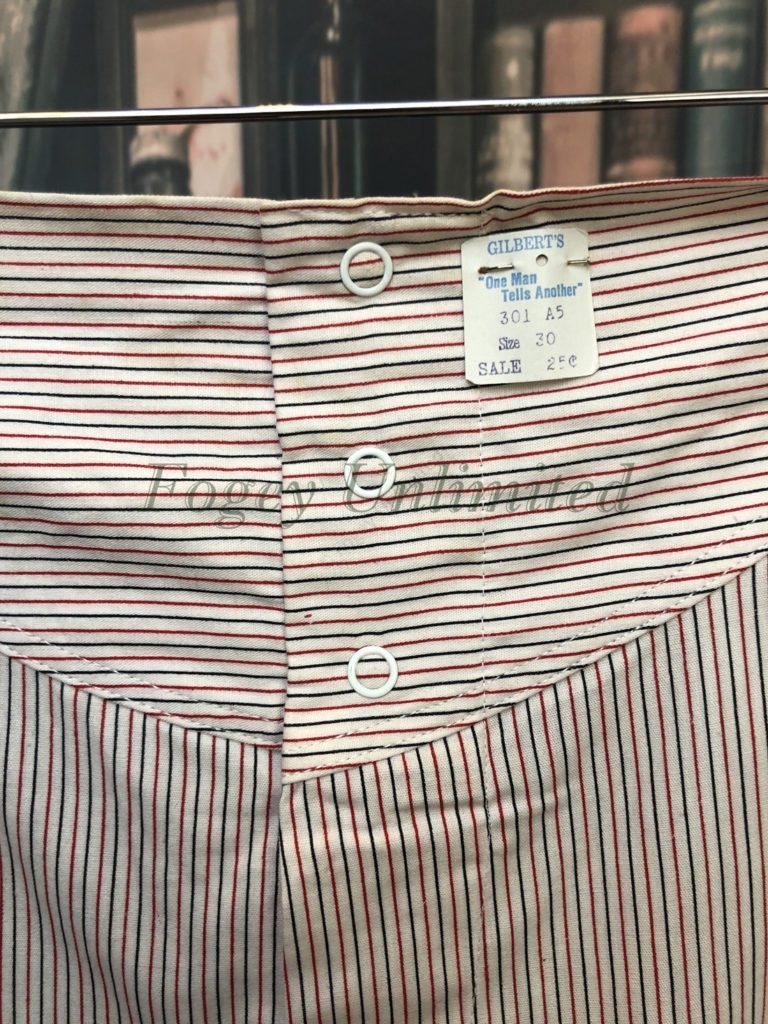 GILBERT'S
"One Man
Tells Another"
301 A5
Size 30
SALE 25¢
Fogey Unlimited